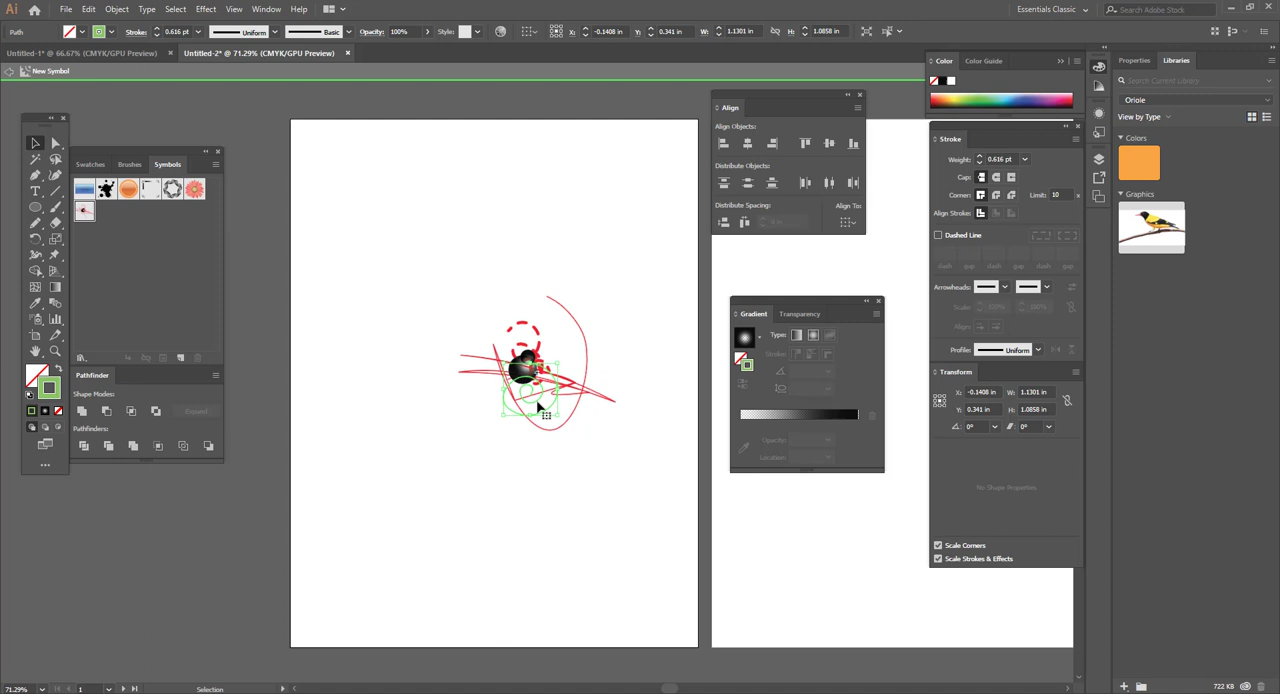 Ai File Edit Object Type Select Effect View Window Help Essentials Classic Search Adobe Stock
Path Stroke: 0.616 pt Uniform Basic Opacity: 100% Style: X: -0.1408 in Y: 0.341 in W: 1.1301 in H: 1.0858 in
Untitled-1* @ 66.67% (CMYK/GPU Preview) × Untitled-2* @ 71.29% (CMYK/GPU Preview) ×
New Symbol
Color Color Guide
Properties Libraries
Search Current Library
Oriole
View by Type
Colors
Graphics
Align
Align Objects:
Distribute Objects:
Distribute Spacing: Align To:
0 in
Stroke
Weight: 0.616 pt
Cap:
Corner: Limit: 10 x
Align Stroke:
Dashed Line
dash gap dash gap dash gap
Arrowheads:
Scale: 100% 100%
Align:
Profile: Uniform
Swatches Brushes Symbols
Pathfinder
Shape Modes:
Expand
Pathfinders:
Gradient Transparency
Type:
Stroke:
Opacity:
Location:
Transform
X: -0.1408 in W: 1.1301 in
Y: 0.341 in H: 1.0858 in
0° 0°
No Shape Properties
Scale Corners
Scale Strokes & Effects
71.29% 1 Selection
722 KB